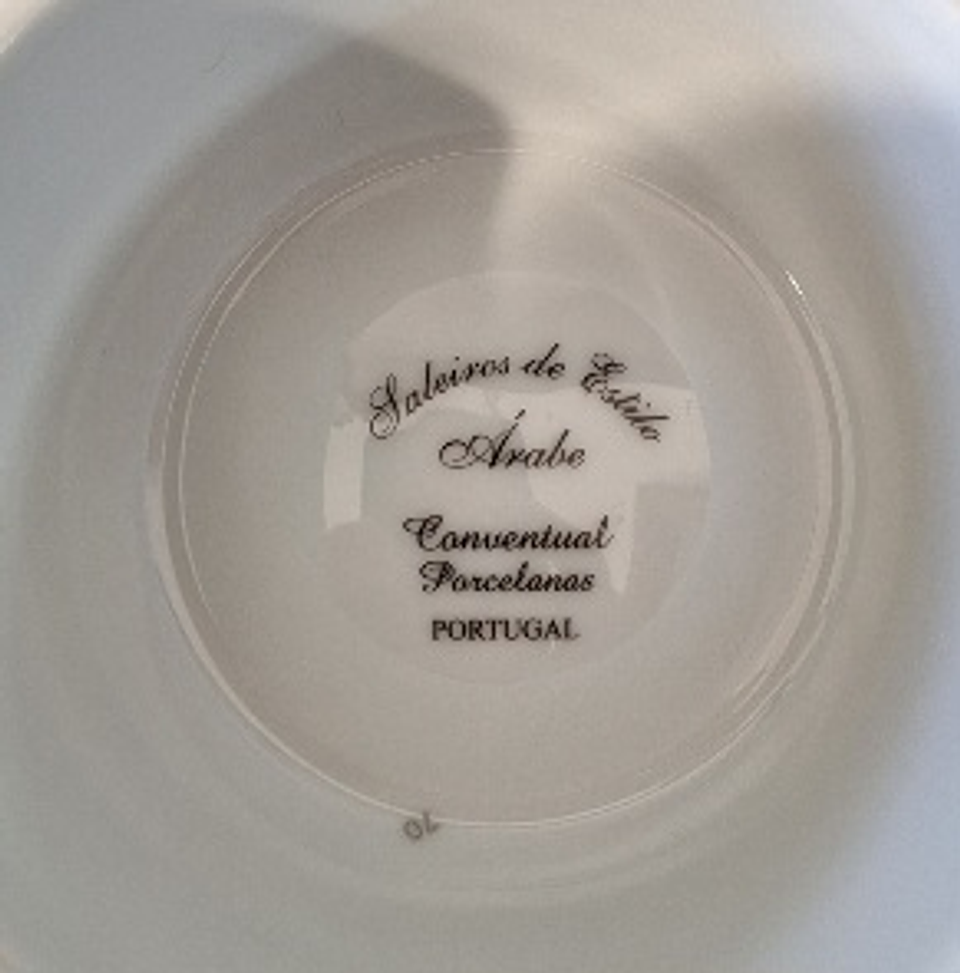 Saleiros de Estilo
Árabe
Conventual
Porcelanas
PORTUGAL